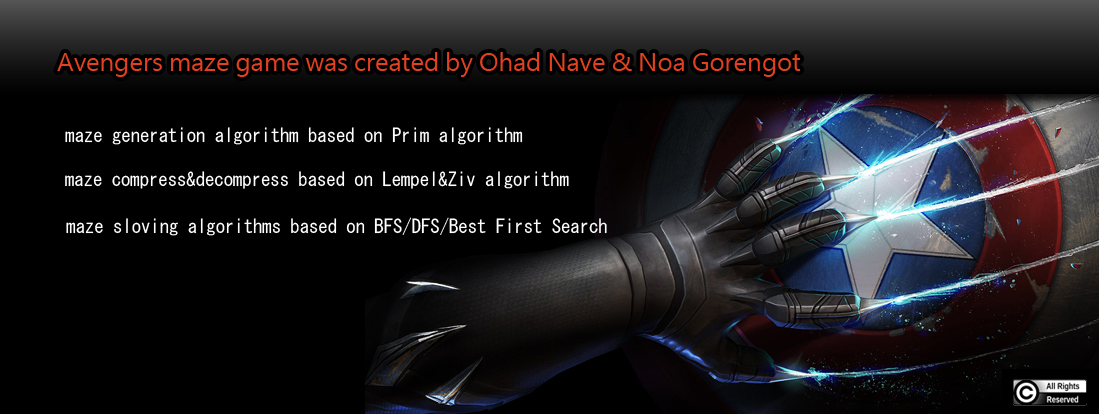 Avengers maze game was created by Ohad Nave & Noa Gorengot
maze generation algorithm based on Prim algorithm
maze compress&decompress based on Lempel&Ziv algorithm
maze sloving algorithms based on BFS/DFS/Best First Search
© All Rights
Reserved